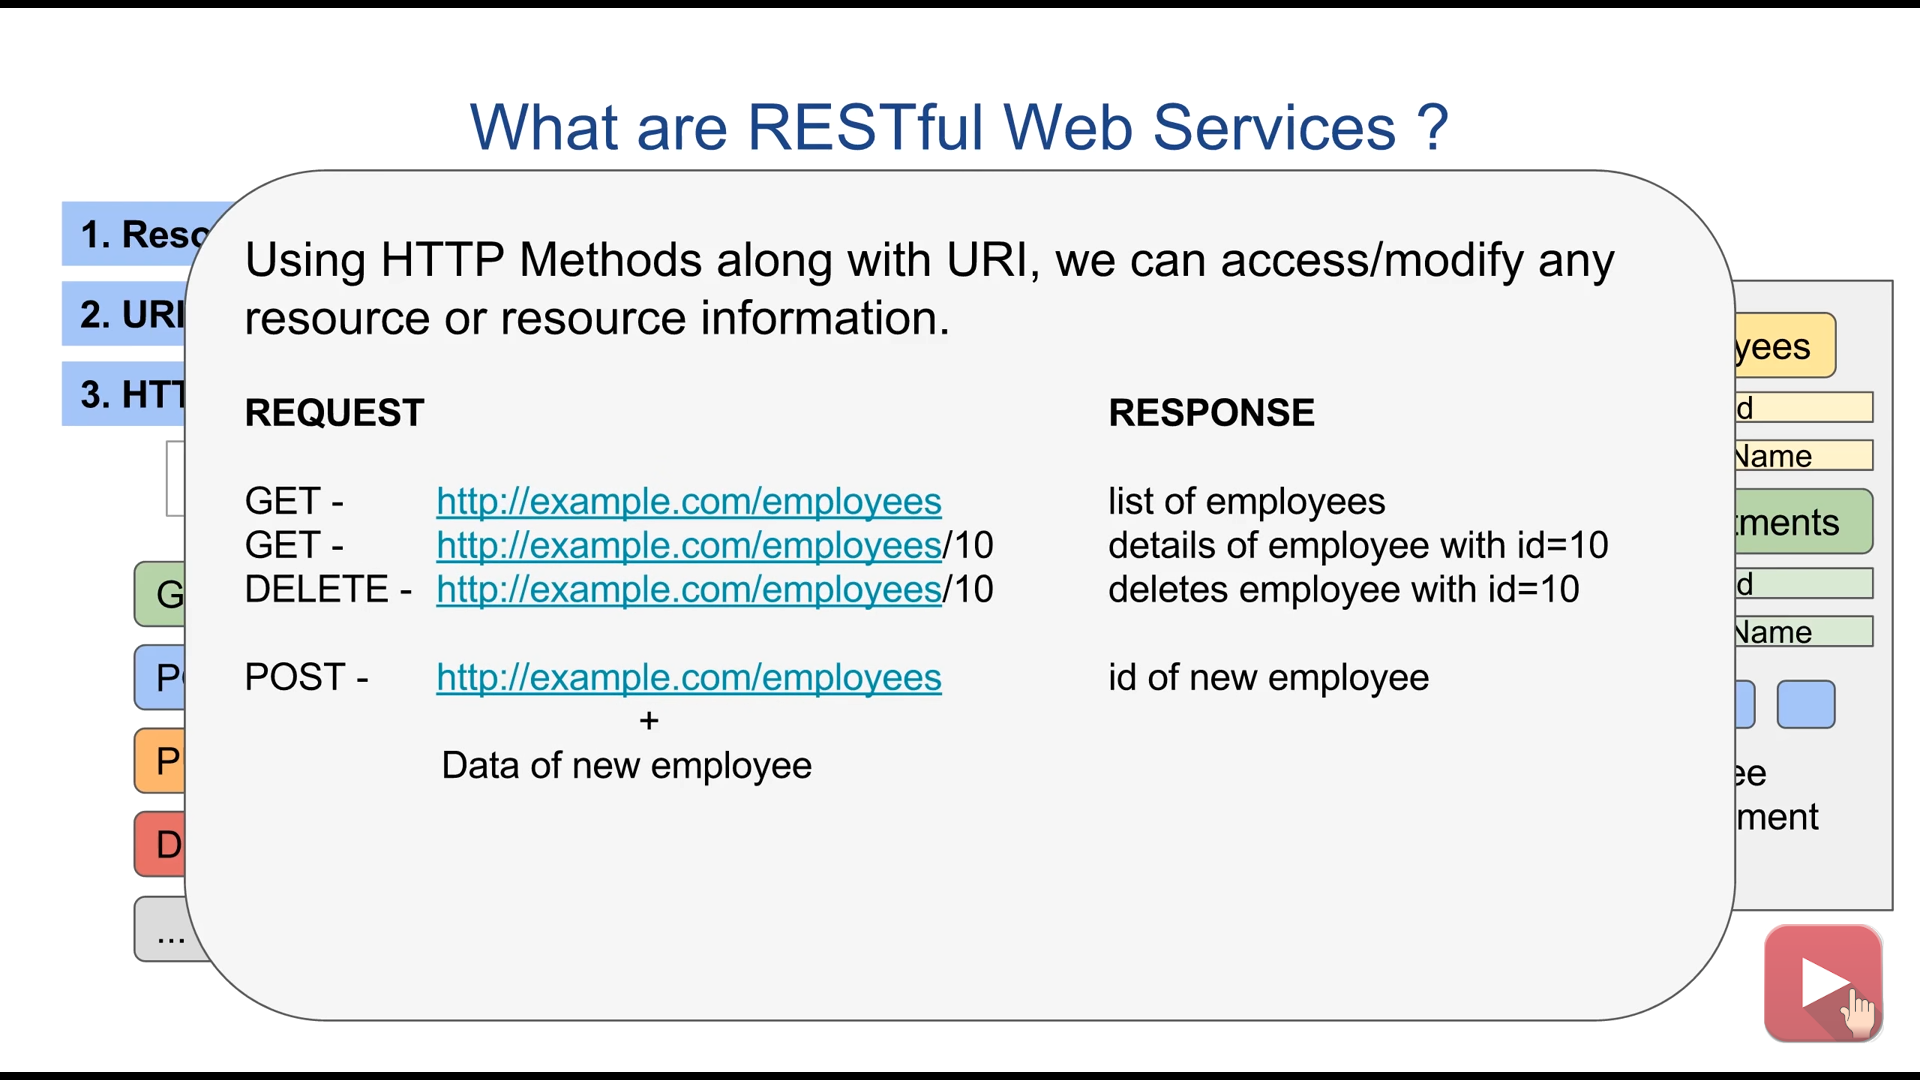 What are RESTful Web Services ?
1. Reso
2. URI
3. HTT
Using HTTP Methods along with URI, we can access/modify any
resource or resource information.
REQUEST RESPONSE
GET - http://example.com/employees list of employees
GET - http://example.com/employees/10 details of employee with id=10
DELETE - http://example.com/employees/10 deletes employee with id=10
POST - http://example.com/employees id of new employee
+
Data of new employee
G
P
D
...
yees
d
Name
tments
d
Name
ee
ment